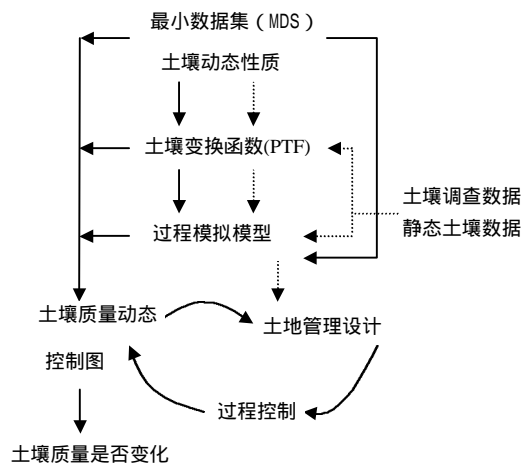 最小数据集（MDS）
土壤动态性质
土壤变换函数(PTF)
土壤调查数据
静态土壤数据
过程模拟模型
土壤质量动态
土地管理设计
控制图
过程控制
土壤质量是否变化